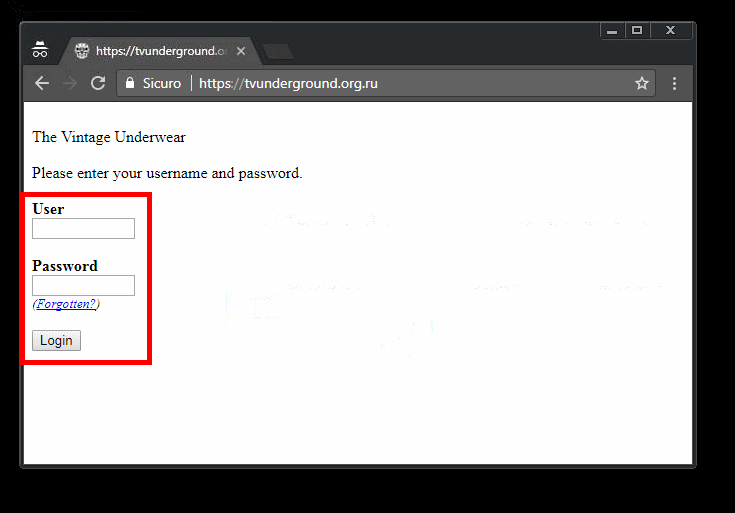 https://tvunderground.or
Sicuro https://tvunderground.org.ru
The Vintage Underwear
Please enter your username and password.
User
Password
(Forgotten?)
Login